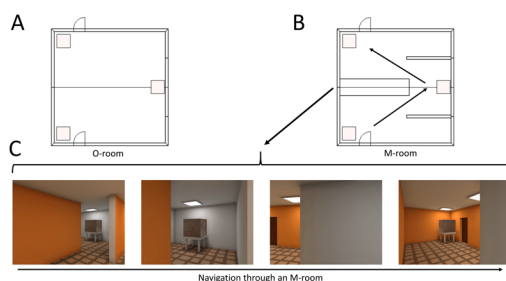 A
B
O-room
M-room
C
Navigation through an M-room